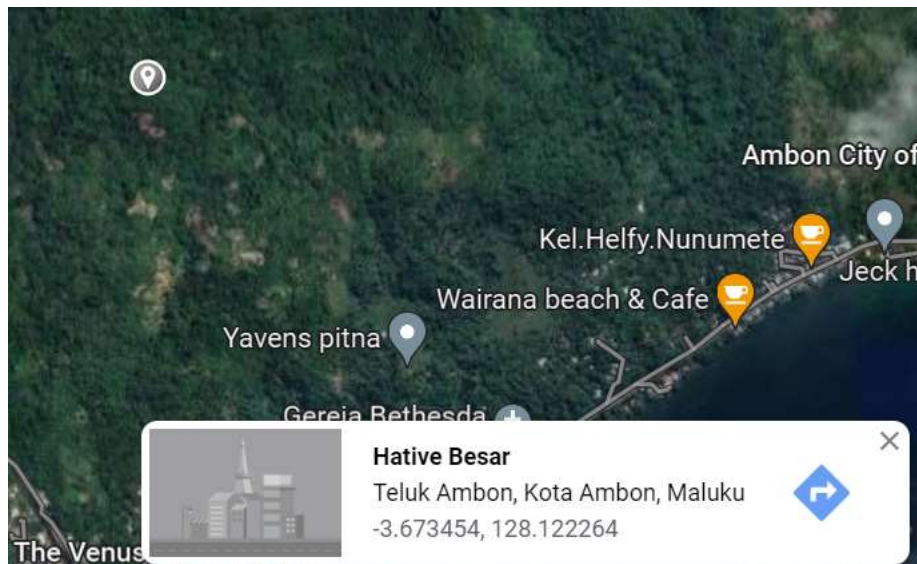 Ambon City of
Kel.Helfy.Nunumete
Jeck h
Wairana beach & Cafe
Yavens pitna
Gereja Bethesda
Hative Besar
Teluk Ambon, Kota Ambon, Maluku
-3.673454, 128.122264
The Venus